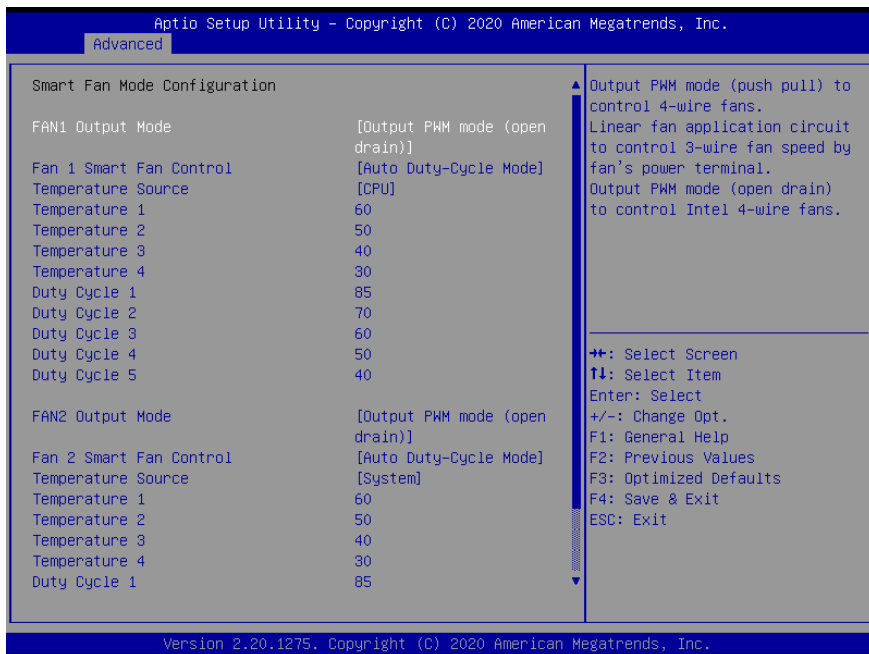 Aptio Setup Utility – Copyright (C) 2020 American Megatrends, Inc.
Advanced
Smart Fan Mode Configuration
FAN1 Output Mode [Output PWM mode (open
drain)]
Fan 1 Smart Fan Control [Auto Duty-Cycle Mode]
Temperature Source [CPU]
Temperature 1 60
Temperature 2 50
Temperature 3 40
Temperature 4 30
Duty Cycle 1 85
Duty Cycle 2 70
Duty Cycle 3 60
Duty Cycle 4 50
Duty Cycle 5 40
FAN2 Output Mode [Output PWM mode (open
drain)]
Fan 2 Smart Fan Control [Auto Duty-Cycle Mode]
Temperature Source [System]
Temperature 1 60
Temperature 2 50
Temperature 3 40
Temperature 4 30
Duty Cycle 1 85
Output PWM mode (push pull) to
control 4-wire fans.
Linear fan application circuit
to control 3-wire fan speed by
fan's power terminal.
Output PWM mode (open drain)
to control Intel 4-wire fans.
→←: Select Screen
↑↓: Select Item
Enter: Select
+/-: Change Opt.
F1: General Help
F2: Previous Values
F3: Optimized Defaults
F4: Save & Exit
ESC: Exit
Version 2.20.1275. Copyright (C) 2020 American Megatrends, Inc.